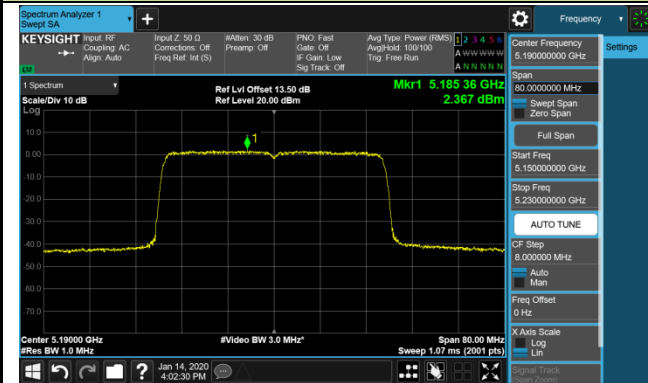 Spectrum Analyzer 1
Swept SA
Frequency
KEYSIGHT
Input: RF
Coupling: AC
Align: Auto
Input Z: 50 Ω
Corrections: Off
Freq Ref: Int (S)
#Atten: 30 dB
Preamp: Off
PNO: Fast
Gate: Off
IF Gain: Low
Sig Track: Off
Avg Type: Power (RMS)
Avg|Hold: 100/100
Trig: Free Run
1 2 3 4 5 6
A W W W W W
A N N N N N
1 Spectrum
Scale/Div 10 dB
Log
Ref Lvl Offset 13.50 dB
Ref Level 20.00 dBm
Mkr1 5.185 36 GHz
2.367 dBm
1
10.0
0.00
-10.0
-20.0
-30.0
-40.0
-50.0
-60.0
-70.0
Center 5.19000 GHz
#Res BW 1.0 MHz
#Video BW 3.0 MHz*
Span 80.00 MHz
Sweep 1.07 ms (2001 pts)
Jan 14, 2020
4:02:30 PM
Center Frequency
5.190000000 GHz
Settings
Span
80.0000000 MHz
Swept Span
Zero Span
Full Span
Start Freq
5.150000000 GHz
Stop Freq
5.230000000 GHz
AUTO TUNE
CF Step
8.000000 MHz
Auto
Man
Freq Offset
0 Hz
X Axis Scale
Log
Lin
Signal Track
(Span Zoom)